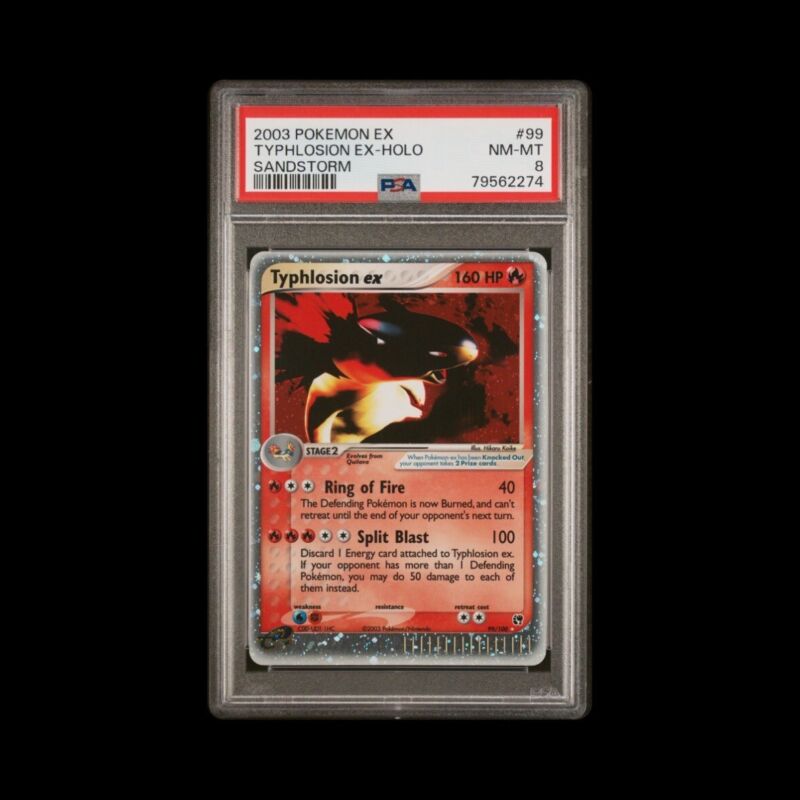 2003 POKEMON EX #99
TYPHLOSION EX-HOLO NM-MT
SANDSTORM 8
PSA 79562274
Typhlosion ex 160 HP
Illus. Hikaru Koike
STAGE 2 Evolves from
Quilava
When Pokémon-ex has been Knocked Out,
your opponent takes 2 Prize cards.
Ring of Fire 40
The Defending Pokémon is now Burned, and can't
retreat until the end of your opponent's next turn.
Split Blast 100
Discard 1 Energy card attached to Typhlosion ex.
If your opponent has more than 1 Defending
Pokémon, you may do 50 damage to each of
them instead.
weakness resistance retreat cost
©2003 Pokémon/Nintendo 99/100